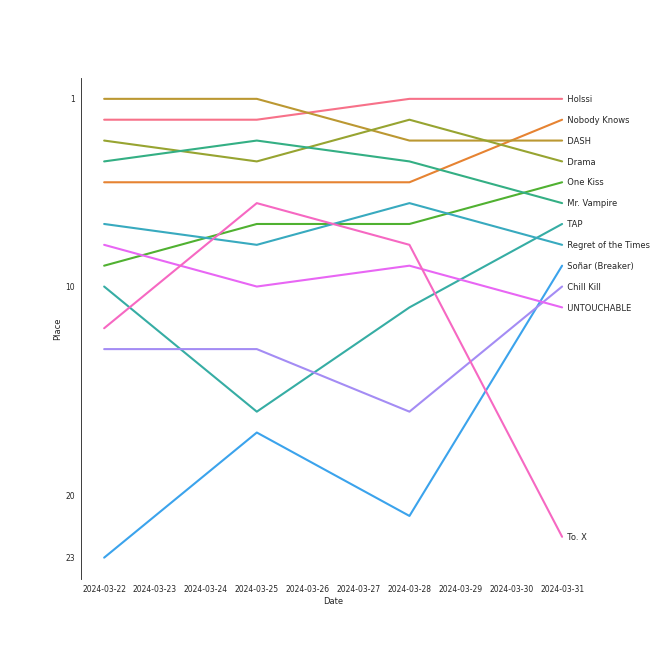 1
Holssi
Nobody Knows
DASH
Drama
One Kiss
Mr. Vampire
TAP
Regret of the Times
Soñar (Breaker)
10
Chill Kill
UNTOUCHABLE
Place
20
To. X
23
2024-03-22 2024-03-23 2024-03-24 2024-03-25 2024-03-26 2024-03-27 2024-03-28 2024-03-29 2024-03-30 2024-03-31
Date